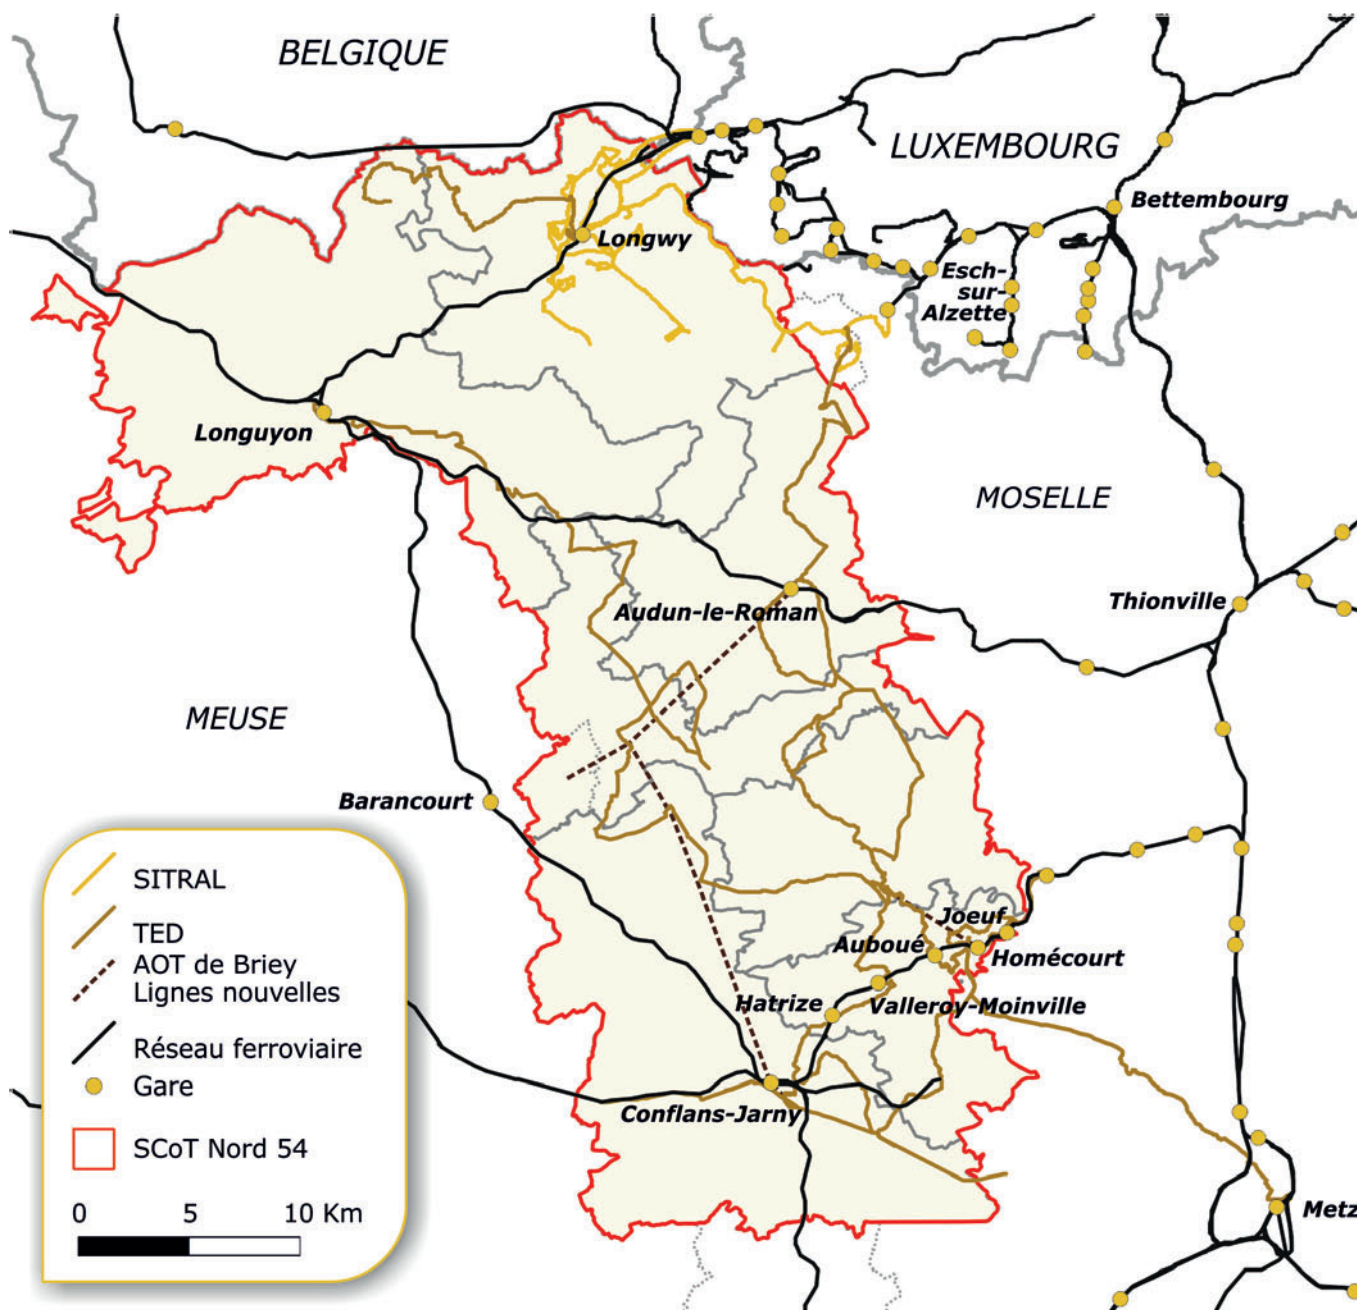 BELGIQUE
LUXEMBOURG
Bettembourg
Longwy
Esch-
sur-
Alzette
Longuyon
MOSELLE
Audun-le-Roman
Thionville
MEUSE
Barancourt
Joeuf
Auboué
Homécourt
Hatrize
Valleroy-Moinville
Conflans-Jarny
Metz
SITRAL
TED
AOT de Briey
Lignes nouvelles
Réseau ferroviaire
Gare
SCoT Nord 54
0 5 10 Km